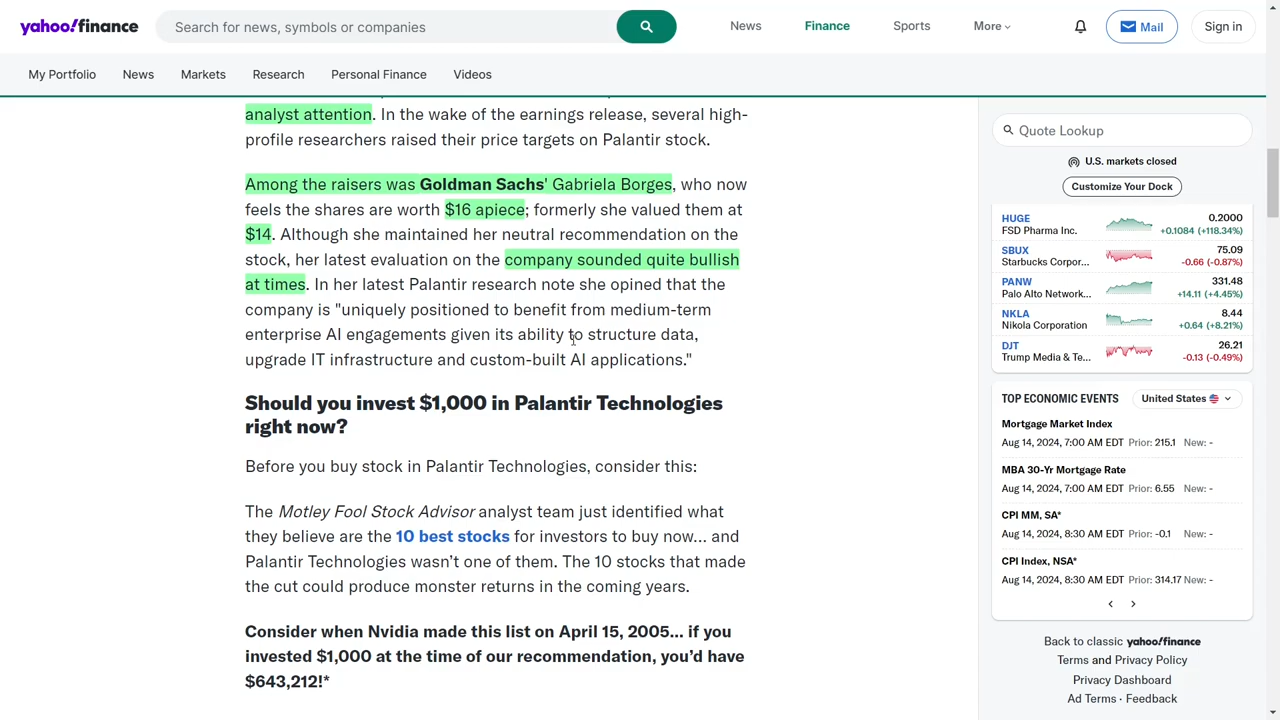 yahoo!finance
Search for news, symbols or companies
News
Finance
Sports
More
Mail
Sign in
My Portfolio
News
Markets
Research
Personal Finance
Videos
analyst attention. In the wake of the earnings release, several high-
profile researchers raised their price targets on Palantir stock.
Among the raisers was Goldman Sachs' Gabriela Borges, who now
feels the shares are worth $16 apiece; formerly she valued them at
$14. Although she maintained her neutral recommendation on the
stock, her latest evaluation on the company sounded quite bullish
at times. In her latest Palantir research note she opined that the
company is "uniquely positioned to benefit from medium-term
enterprise AI engagements given its ability to structure data,
upgrade IT infrastructure and custom-built AI applications."
Should you invest $1,000 in Palantir Technologies
right now?
Before you buy stock in Palantir Technologies, consider this:
The Motley Fool Stock Advisor analyst team just identified what
they believe are the 10 best stocks for investors to buy now… and
Palantir Technologies wasn’t one of them. The 10 stocks that made
the cut could produce monster returns in the coming years.
Consider when Nvidia made this list on April 15, 2005... if you
invested $1,000 at the time of our recommendation, you’d have
$643,212!*
Quote Lookup
U.S. markets closed
Customize Your Dock
HUGE 0.2000
FSD Pharma Inc. +0.1084 (+118.34%)
SBUX 75.09
Starbucks Corpor... -0.66 (-0.87%)
PANW 331.48
Palo Alto Network... +14.11 (+4.45%)
NKLA 8.44
Nikola Corporation +0.64 (+8.21%)
DJT 26.21
Trump Media & Te... -0.13 (-0.49%)
TOP ECONOMIC EVENTS United States
Mortgage Market Index
Aug 14, 2024, 7:00 AM EDT Prior: 215.1 New: -
MBA 30-Yr Mortgage Rate
Aug 14, 2024, 7:00 AM EDT Prior: 6.55 New: -
CPI MM, SA*
Aug 14, 2024, 8:30 AM EDT Prior: -0.1 New: -
CPI Index, NSA*
Aug 14, 2024, 8:30 AM EDT Prior: 314.17 New: -
Back to classic yahoo!finance
Terms and Privacy Policy
Privacy Dashboard
Ad Terms · Feedback